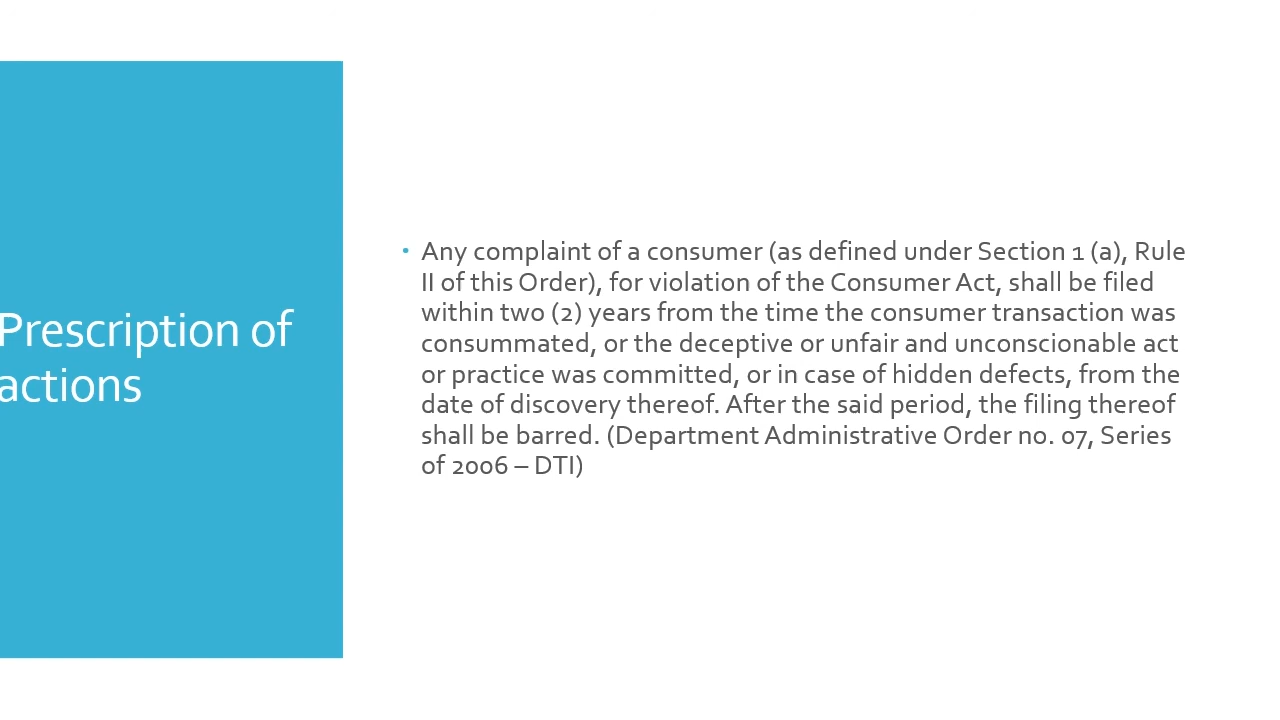 Prescription of
actions
• Any complaint of a consumer (as defined under Section 1 (a), Rule
II of this Order), for violation of the Consumer Act, shall be filed
within two (2) years from the time the consumer transaction was
consummated, or the deceptive or unfair and unconscionable act
or practice was committed, or in case of hidden defects, from the
date of discovery thereof. After the said period, the filing thereof
shall be barred. (Department Administrative Order no. 07, Series
of 2006 – DTI)